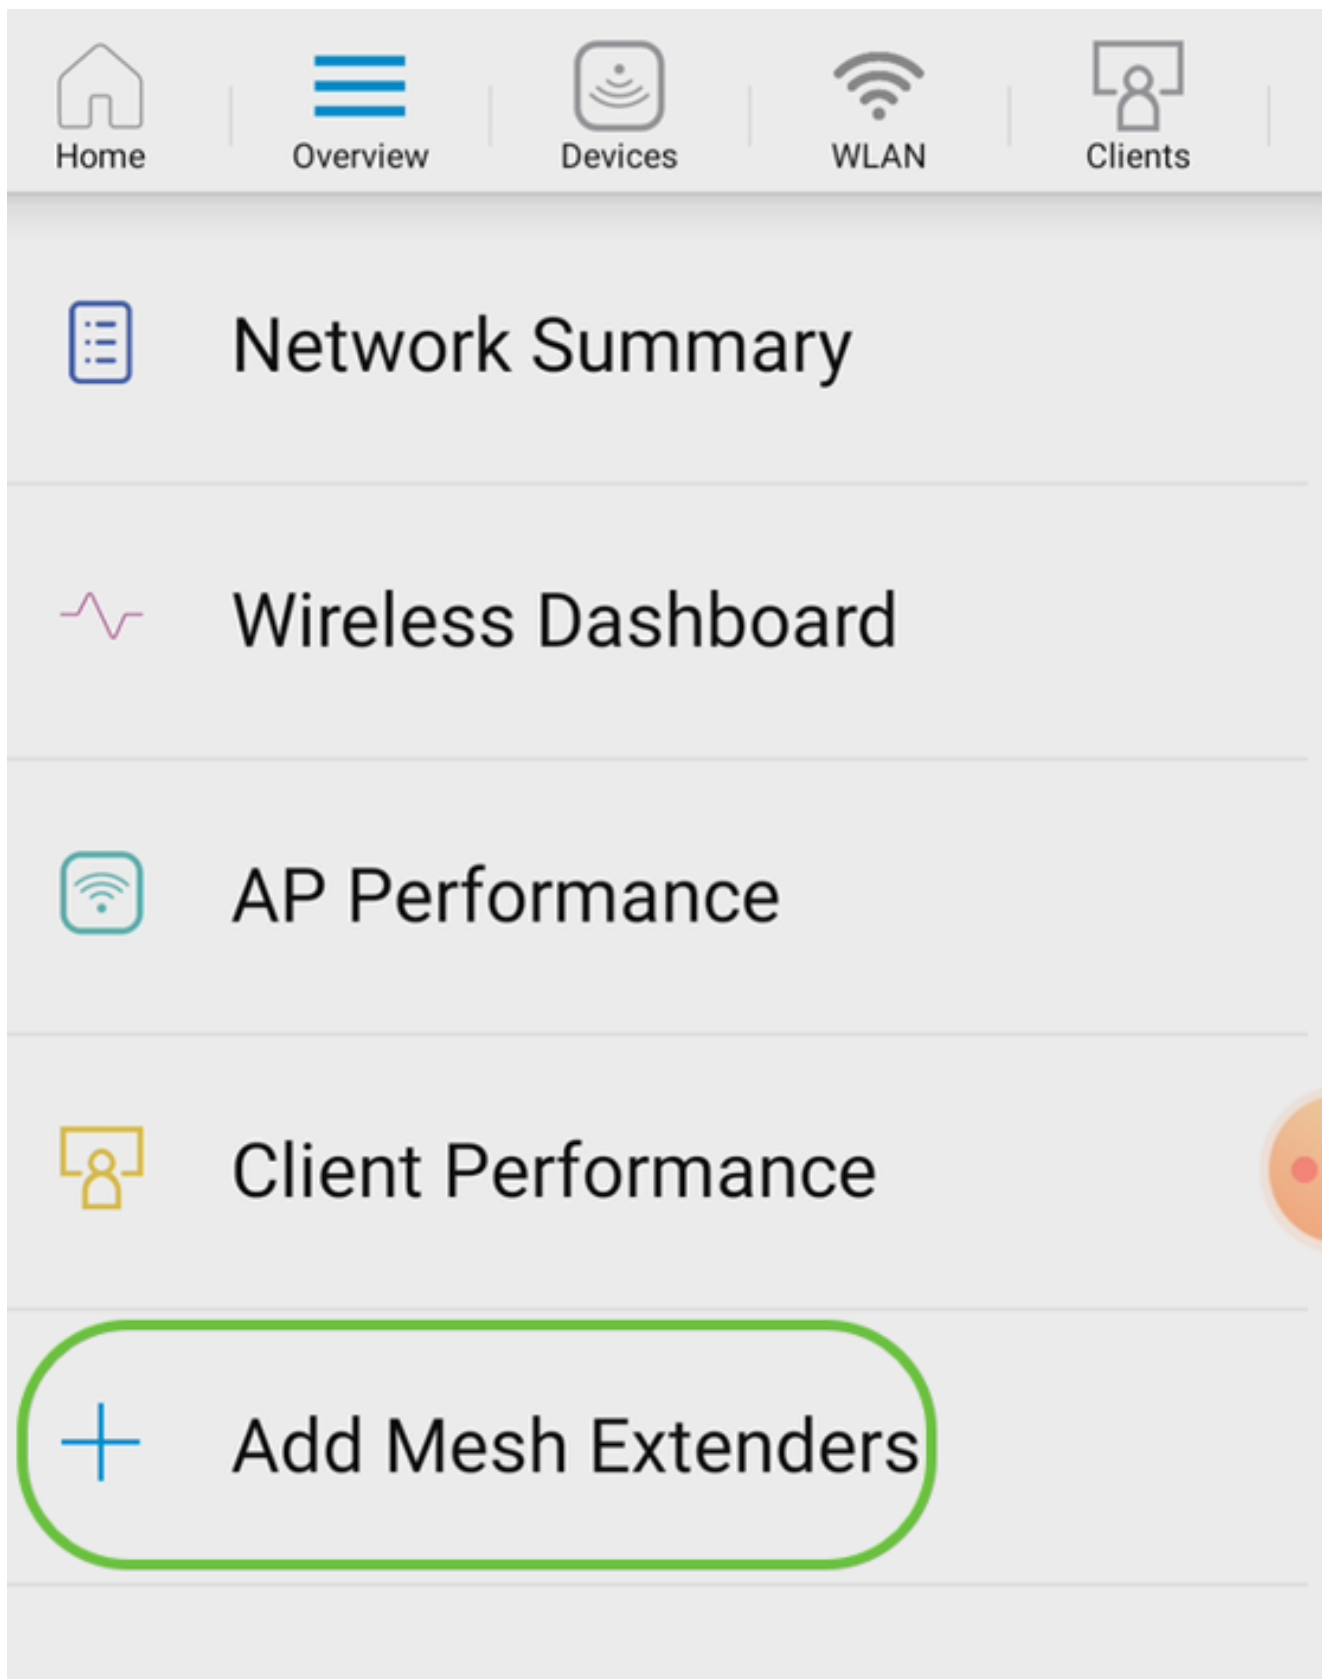 Home Overview Devices WLAN Clients
Network Summary
Wireless Dashboard
AP Performance
Client Performance
Add Mesh Extenders